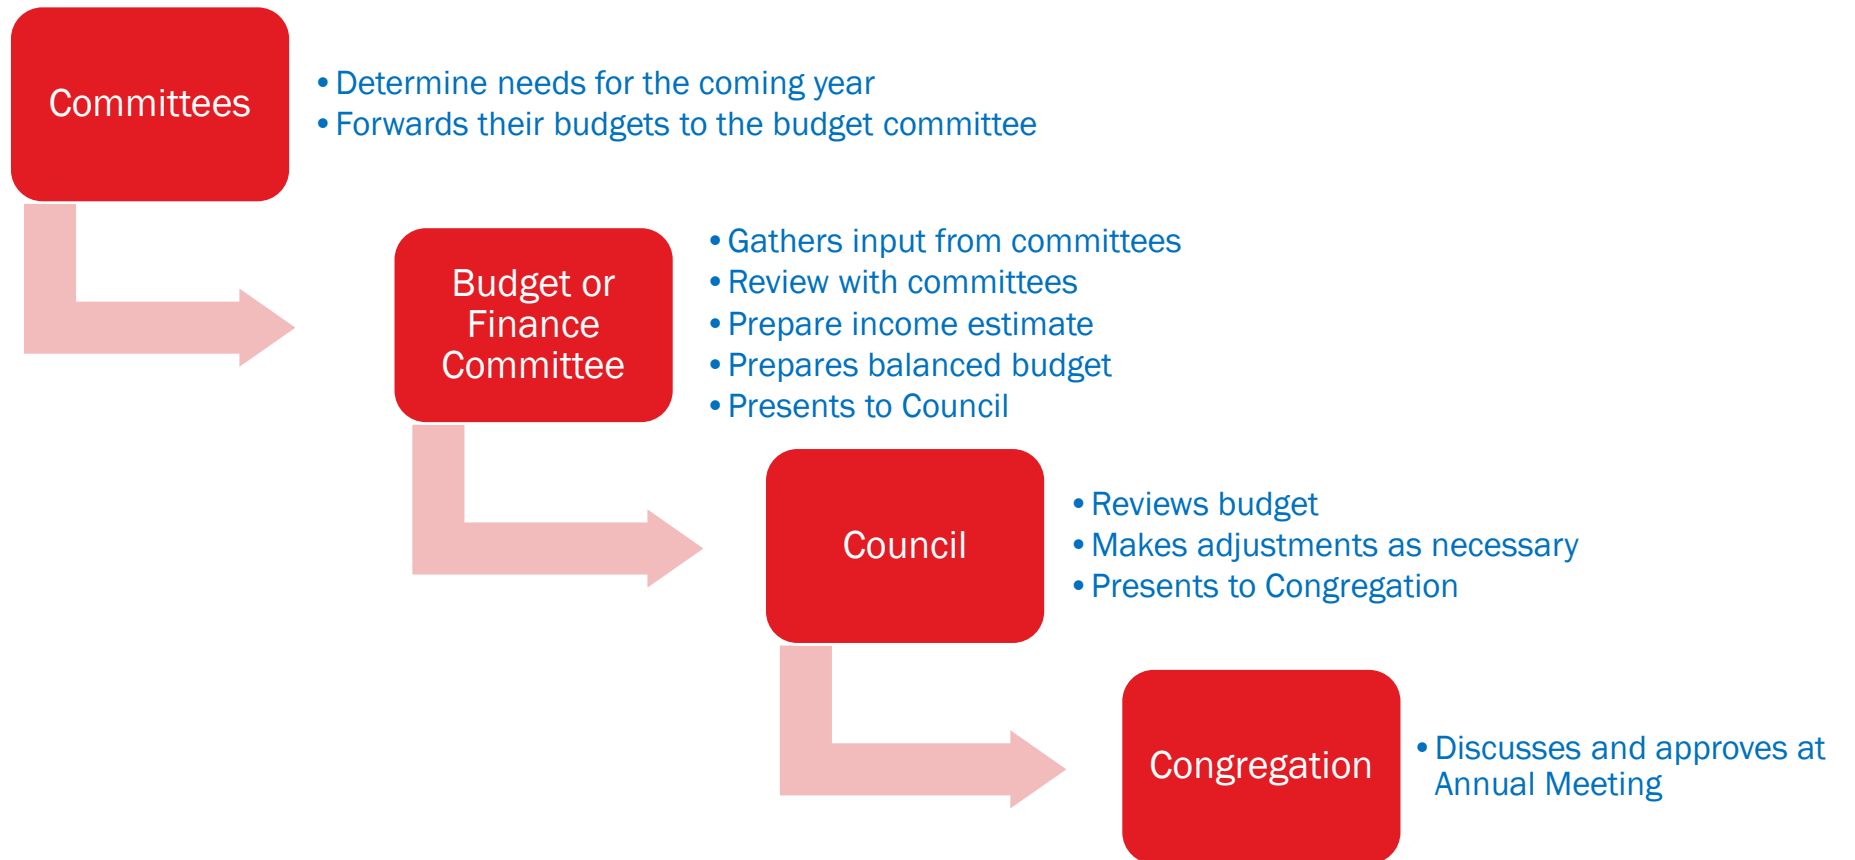 Committees
•Determine needs for the coming year
•Forwards their budgets to the budget committee
Budget or
Finance
Committee
•Gathers input from committees
•Review with committees
•Prepare income estimate
•Prepares balanced budget
•Presents to Council
Council
•Reviews budget
•Makes adjustments as necessary
•Presents to Congregation
Congregation
•Discusses and approves at
Annual Meeting